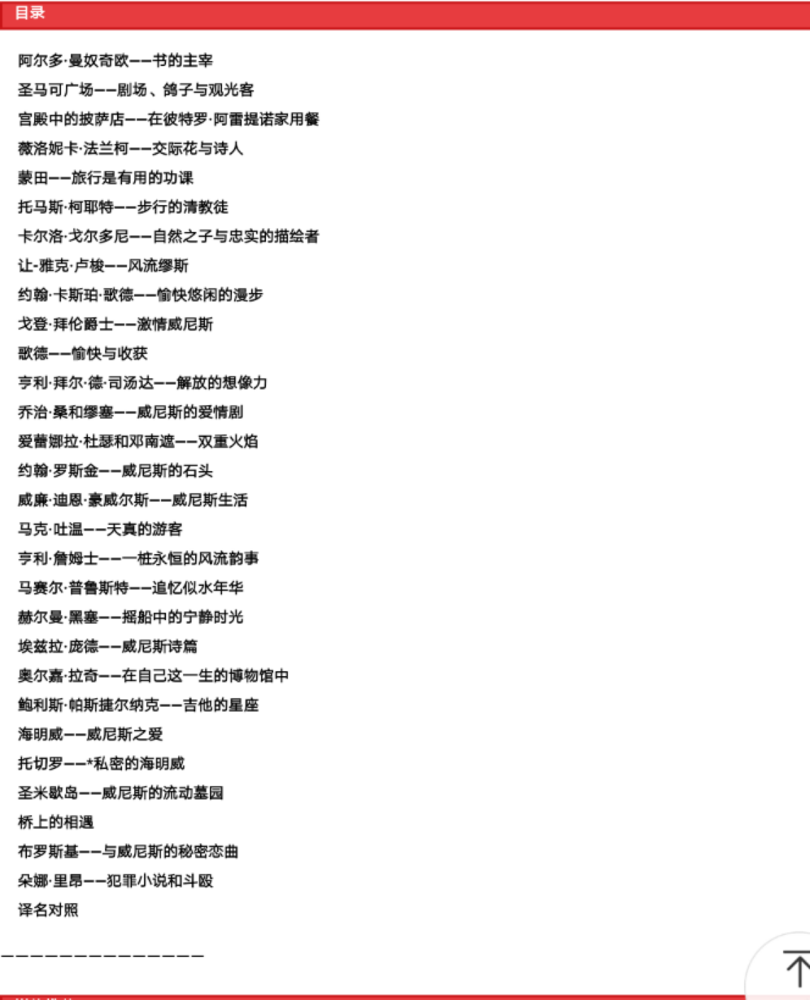 目录
阿尔多·曼奴奇欧——书的主宰
圣马可广场——剧场、鸽子与观光客
宫殿中的披萨店——在彼特罗·阿雷提诺家用餐
薇洛妮卡·法兰柯——交际花与诗人
蒙田——旅行是有用的功课
托马斯·柯耶特——步行的清教徒
卡尔洛·戈尔多尼——自然之子与忠实的描绘者
让-雅克·卢梭——风流缪斯
约翰·卡斯珀·歌德——愉快悠闲的漫步
戈登·拜伦爵士——激情威尼斯
歌德——愉快与收获
亨利·拜尔·德·司汤达——解放的想像力
乔治·桑和缪塞——威尼斯的爱情剧
爱蕾娜拉·杜瑟和邓南遮——双重火焰
约翰·罗斯金——威尼斯的石头
威廉·迪恩·豪威尔斯——威尼斯生活
马克·吐温——天真的游客
亨利·詹姆士——一桩永恒的风流韵事
马赛尔·普鲁斯特——追忆似水年华
赫尔曼·黑塞——摇船中的宁静时光
埃兹拉·庞德——威尼斯诗篇
奥尔嘉·拉奇——在自己这一生的博物馆中
鲍利斯·帕斯捷尔纳克——吉他的星座
海明威——威尼斯之爱
托切罗——*私密的海明威
圣米歇岛——威尼斯的流动墓园
桥上的相遇
布罗斯基——与威尼斯的秘密恋曲
朵娜·里昂——犯罪小说和斗殴
译名对照
——————————————